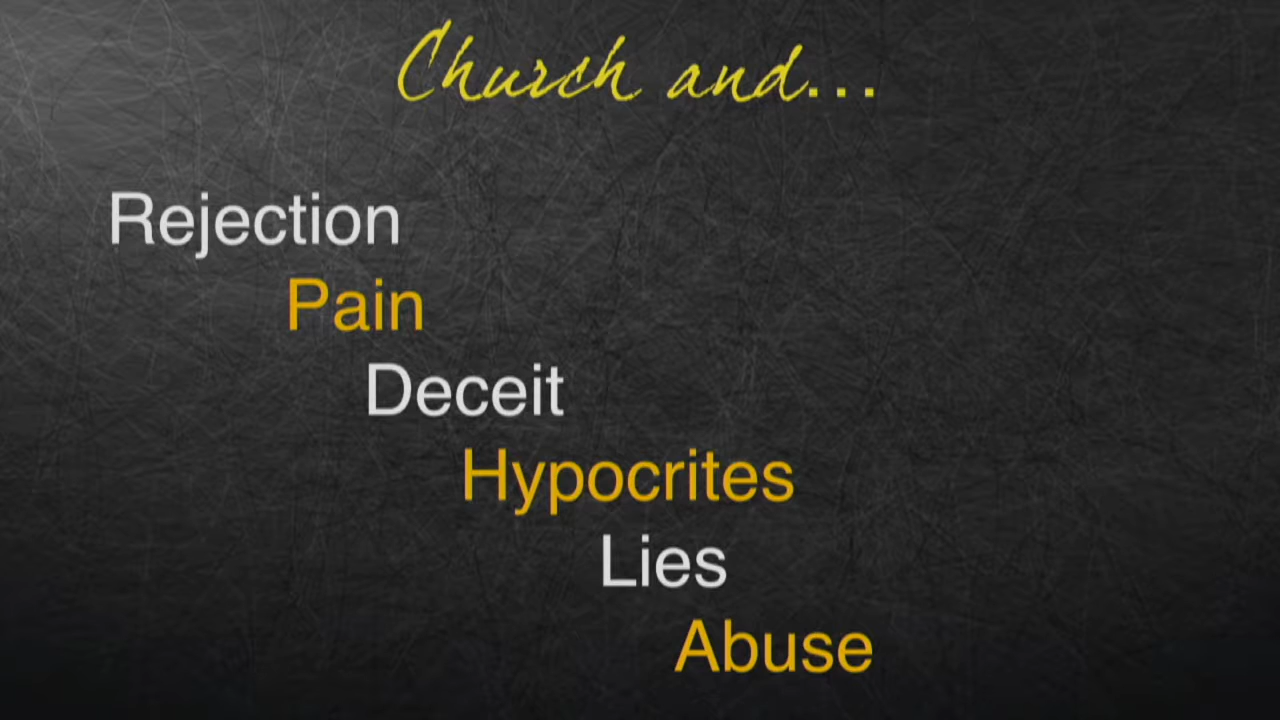 Church and...
Rejection
Pain
Deceit
Hypocrites
Lies
Abuse